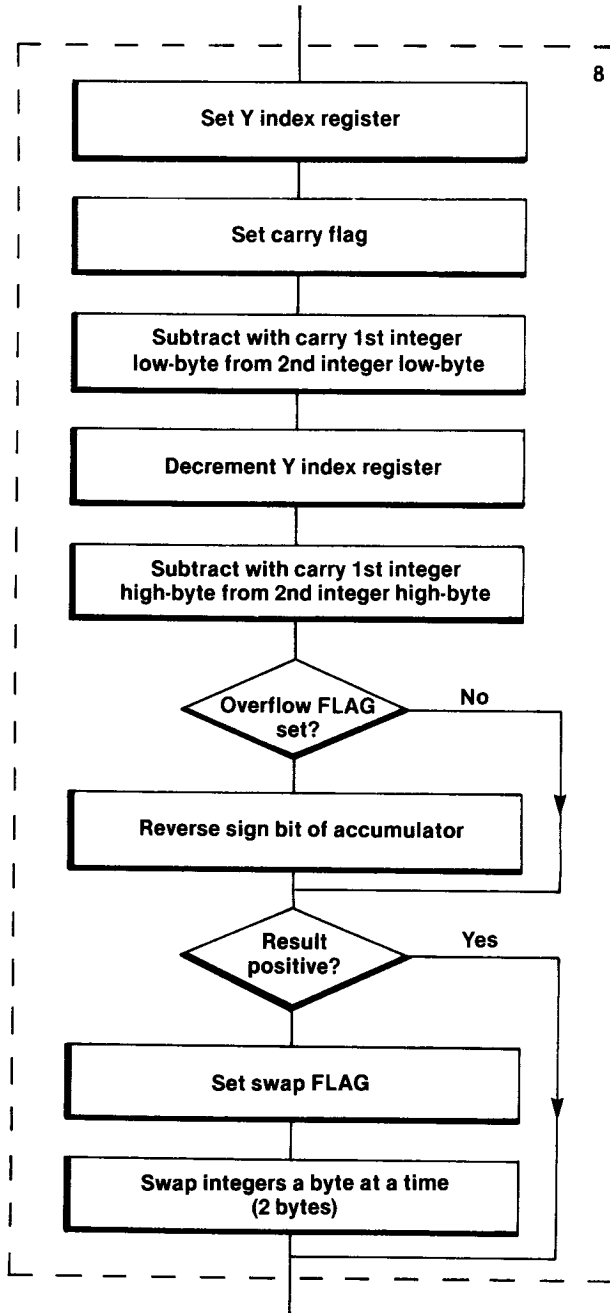 8
Set Y index register
Set carry flag
Subtract with carry 1st integer
low-byte from 2nd integer low-byte
Decrement Y index register
Subtract with carry 1st integer
high-byte from 2nd integer high-byte
Overflow FLAG
set?
No
Reverse sign bit of accumulator
Result
positive?
Yes
Set swap FLAG
Swap integers a byte at a time
(2 bytes)